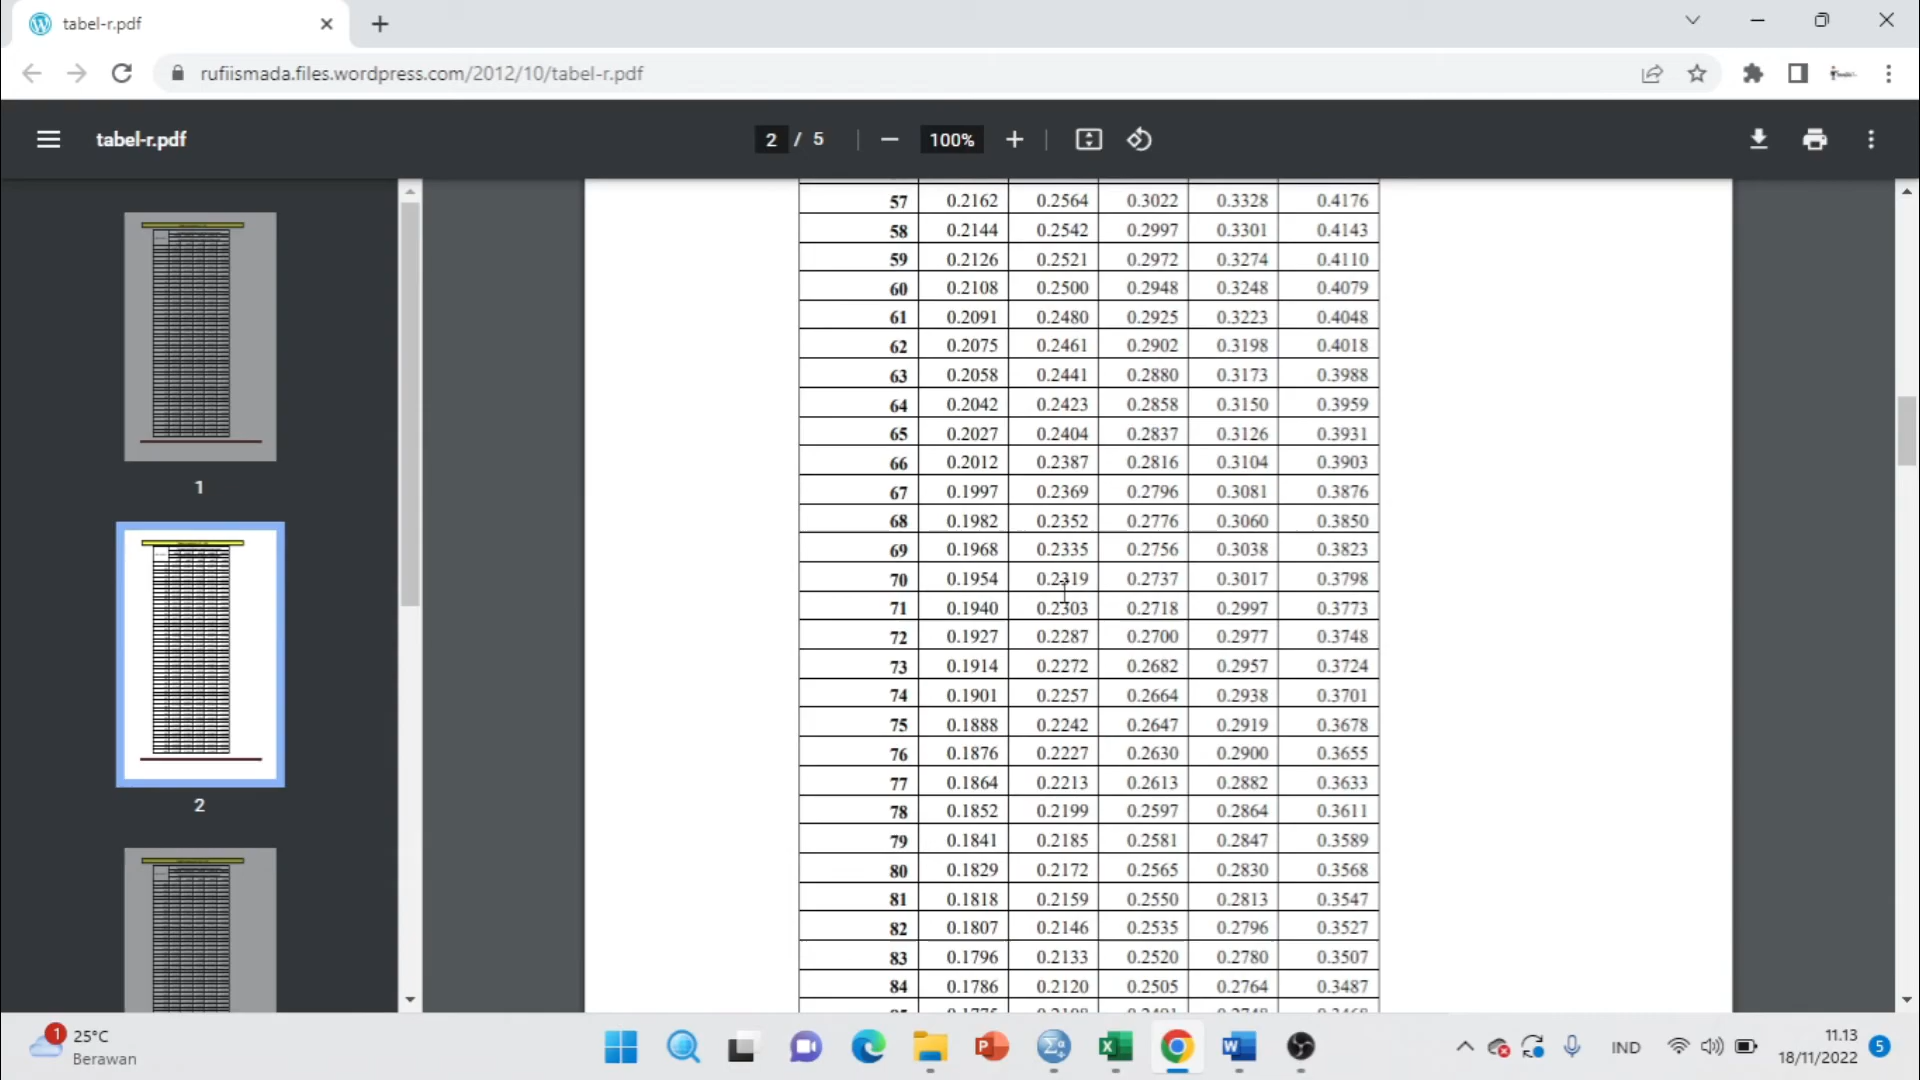 tabel-r.pdf
rufiismada.files.wordpress.com/2012/10/tabel-r.pdf
tabel-r.pdf
2 / 5
100%
1
2
57 0.2162 0.2564 0.3022 0.3328 0.4176
58 0.2144 0.2542 0.2997 0.3301 0.4143
59 0.2126 0.2521 0.2972 0.3274 0.4110
60 0.2108 0.2500 0.2948 0.3248 0.4079
61 0.2091 0.2480 0.2925 0.3223 0.4048
62 0.2075 0.2461 0.2902 0.3198 0.4018
63 0.2058 0.2441 0.2880 0.3173 0.3988
64 0.2042 0.2423 0.2858 0.3150 0.3959
65 0.2027 0.2404 0.2837 0.3126 0.3931
66 0.2012 0.2387 0.2816 0.3104 0.3903
67 0.1997 0.2369 0.2796 0.3081 0.3876
68 0.1982 0.2352 0.2776 0.3060 0.3850
69 0.1968 0.2335 0.2756 0.3038 0.3823
70 0.1954 0.2319 0.2737 0.3017 0.3798
71 0.1940 0.2303 0.2718 0.2997 0.3773
72 0.1927 0.2287 0.2700 0.2977 0.3748
73 0.1914 0.2272 0.2682 0.2957 0.3724
74 0.1901 0.2257 0.2664 0.2938 0.3701
75 0.1888 0.2242 0.2647 0.2919 0.3678
76 0.1876 0.2227 0.2630 0.2900 0.3655
77 0.1864 0.2213 0.2613 0.2882 0.3633
78 0.1852 0.2199 0.2597 0.2864 0.3611
79 0.1841 0.2185 0.2581 0.2847 0.3589
80 0.1829 0.2172 0.2565 0.2830 0.3568
81 0.1818 0.2159 0.2550 0.2813 0.3547
82 0.1807 0.2146 0.2535 0.2796 0.3527
83 0.1796 0.2133 0.2520 0.2780 0.3507
84 0.1786 0.2120 0.2505 0.2764 0.3487
1
25°C
Berawan
IND
11.13
18/11/2022
5